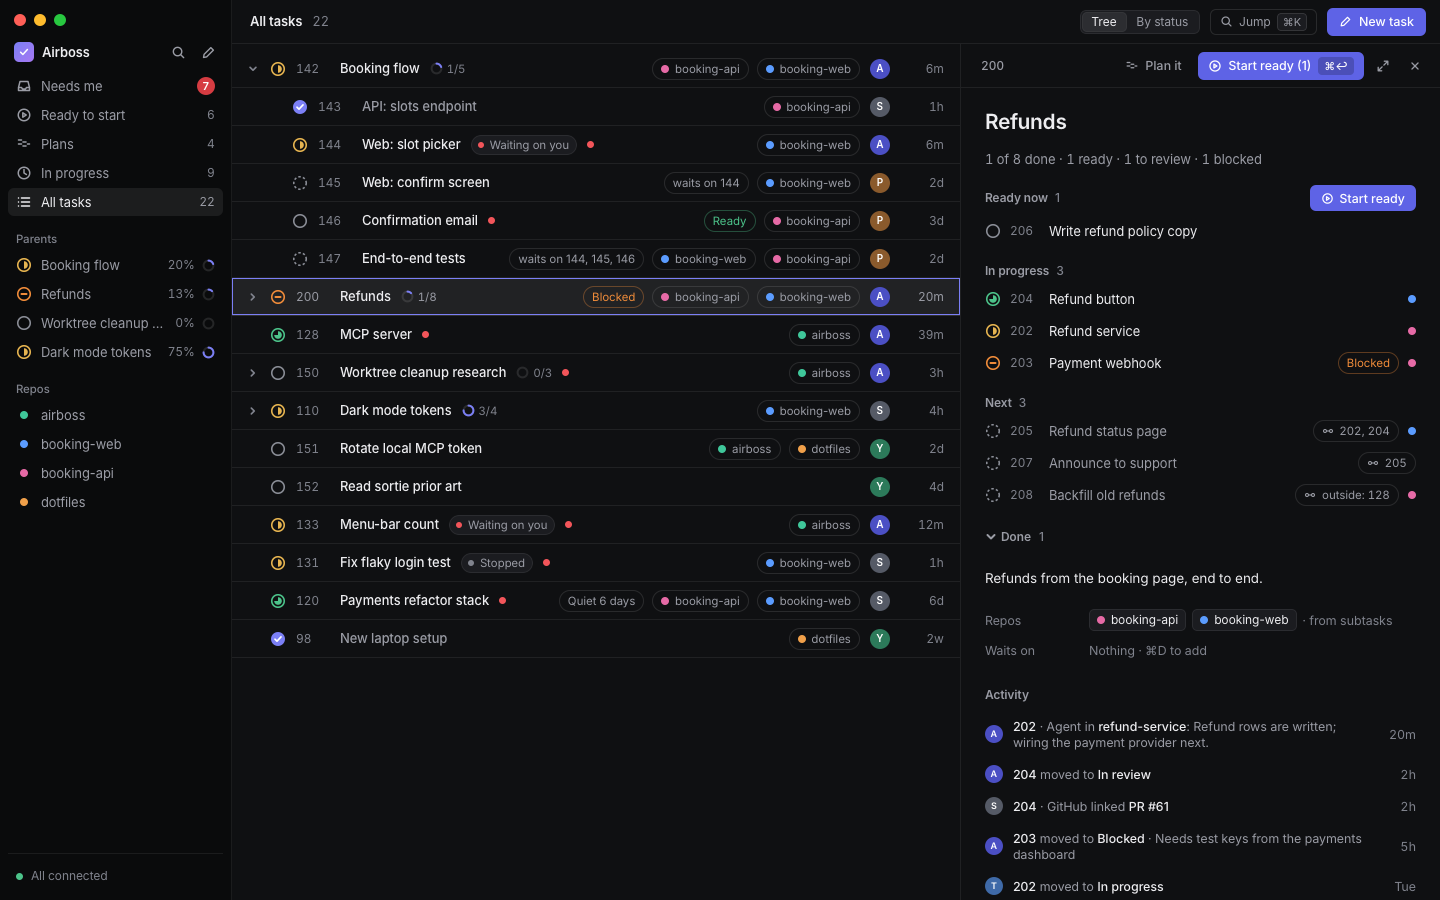 Airboss
Needs me 7
Ready to start 6
Plans 4
In progress 9
All tasks 22
Parents
Booking flow 20%
Refunds 13%
Worktree cleanup ... 0%
Dark mode tokens 75%
Repos
airboss
booking-web
booking-api
dotfiles
All connected
All tasks 22
Tree By status Jump ⌘K New task
142 Booking flow 1/5 booking-api booking-web A 6m
143 API: slots endpoint booking-api S 1h
144 Web: slot picker Waiting on you booking-web A 6m
145 Web: confirm screen waits on 144 booking-web P 2d
146 Confirmation email Ready booking-api P 3d
147 End-to-end tests waits on 144, 145, 146 booking-web booking-api P 2d
200 Refunds 1/8 Blocked booking-api booking-web A 20m
128 MCP server airboss A 39m
150 Worktree cleanup research 0/3 airboss A 3h
110 Dark mode tokens 3/4 booking-web S 4h
151 Rotate local MCP token airboss dotfiles Y 2d
152 Read sortie prior art Y 4d
133 Menu-bar count Waiting on you airboss A 12m
131 Fix flaky login test Stopped booking-web S 1h
120 Payments refactor stack Quiet 6 days booking-api booking-web S 6d
98 New laptop setup dotfiles Y 2w
200 Plan it Start ready (1) ⌘↩
Refunds
1 of 8 done · 1 ready · 1 to review · 1 blocked
Ready now 1 Start ready
206 Write refund policy copy
In progress 3
204 Refund button
202 Refund service
203 Payment webhook Blocked
Next 3
205 Refund status page 202, 204
207 Announce to support 205
208 Backfill old refunds outside: 128
Done 1
Refunds from the booking page, end to end.
Repos booking-api booking-web · from subtasks
Waits on Nothing · ⌘D to add
Activity
A 202 · Agent in refund-service: Refund rows are written; 20m
wiring the payment provider next.
A 204 moved to In review 2h
S 204 · GitHub linked PR #61 2h
A 203 moved to Blocked · Needs test keys from the payments 5h
dashboard
T 202 moved to In progress Tue